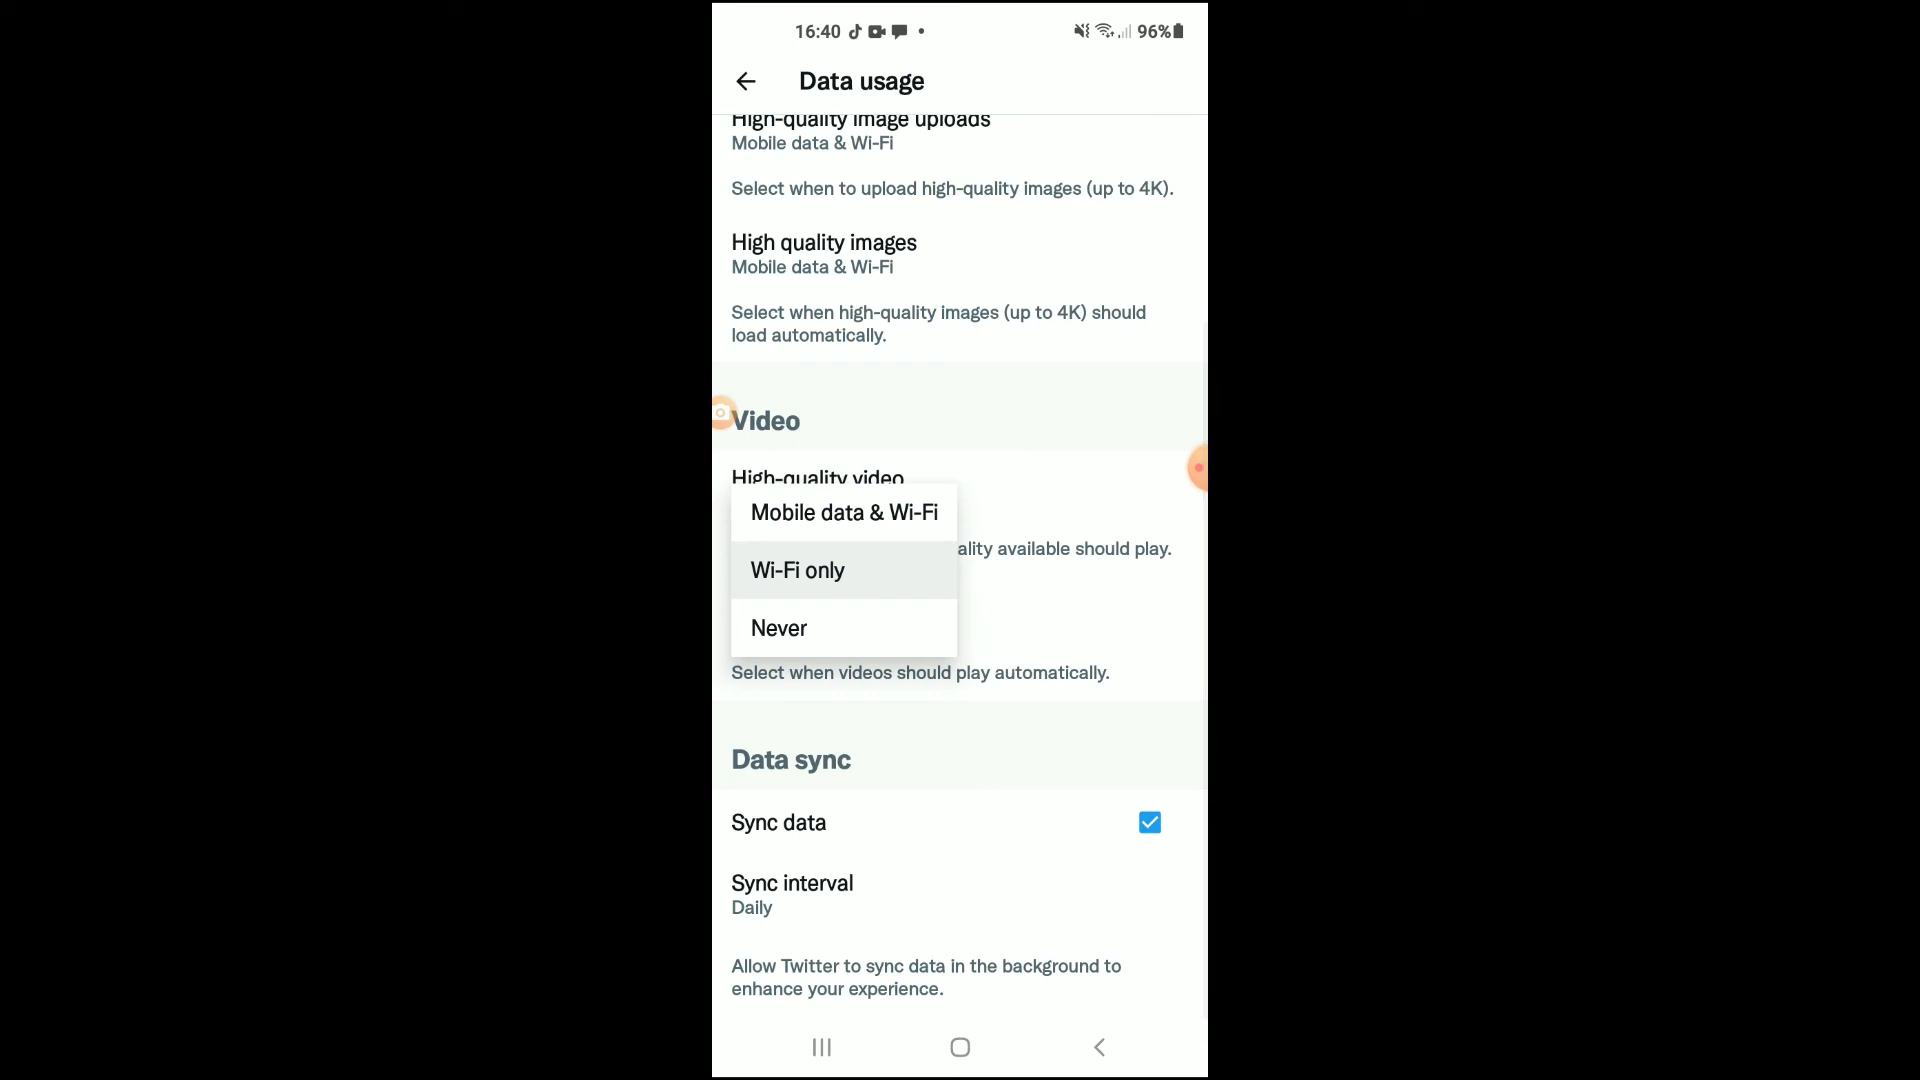 16:40
96%
Data usage
High-quality image uploads
Mobile data & Wi-Fi
Select when to upload high-quality images (up to 4K).
High quality images
Mobile data & Wi-Fi
Select when high-quality images (up to 4K) should
load automatically.
Video
High-quality video
Mobile data & Wi-Fi
ality available should play.
Wi-Fi only
Never
Select when videos should play automatically.
Data sync
Sync data
Sync interval
Daily
Allow Twitter to sync data in the background to
enhance your experience.